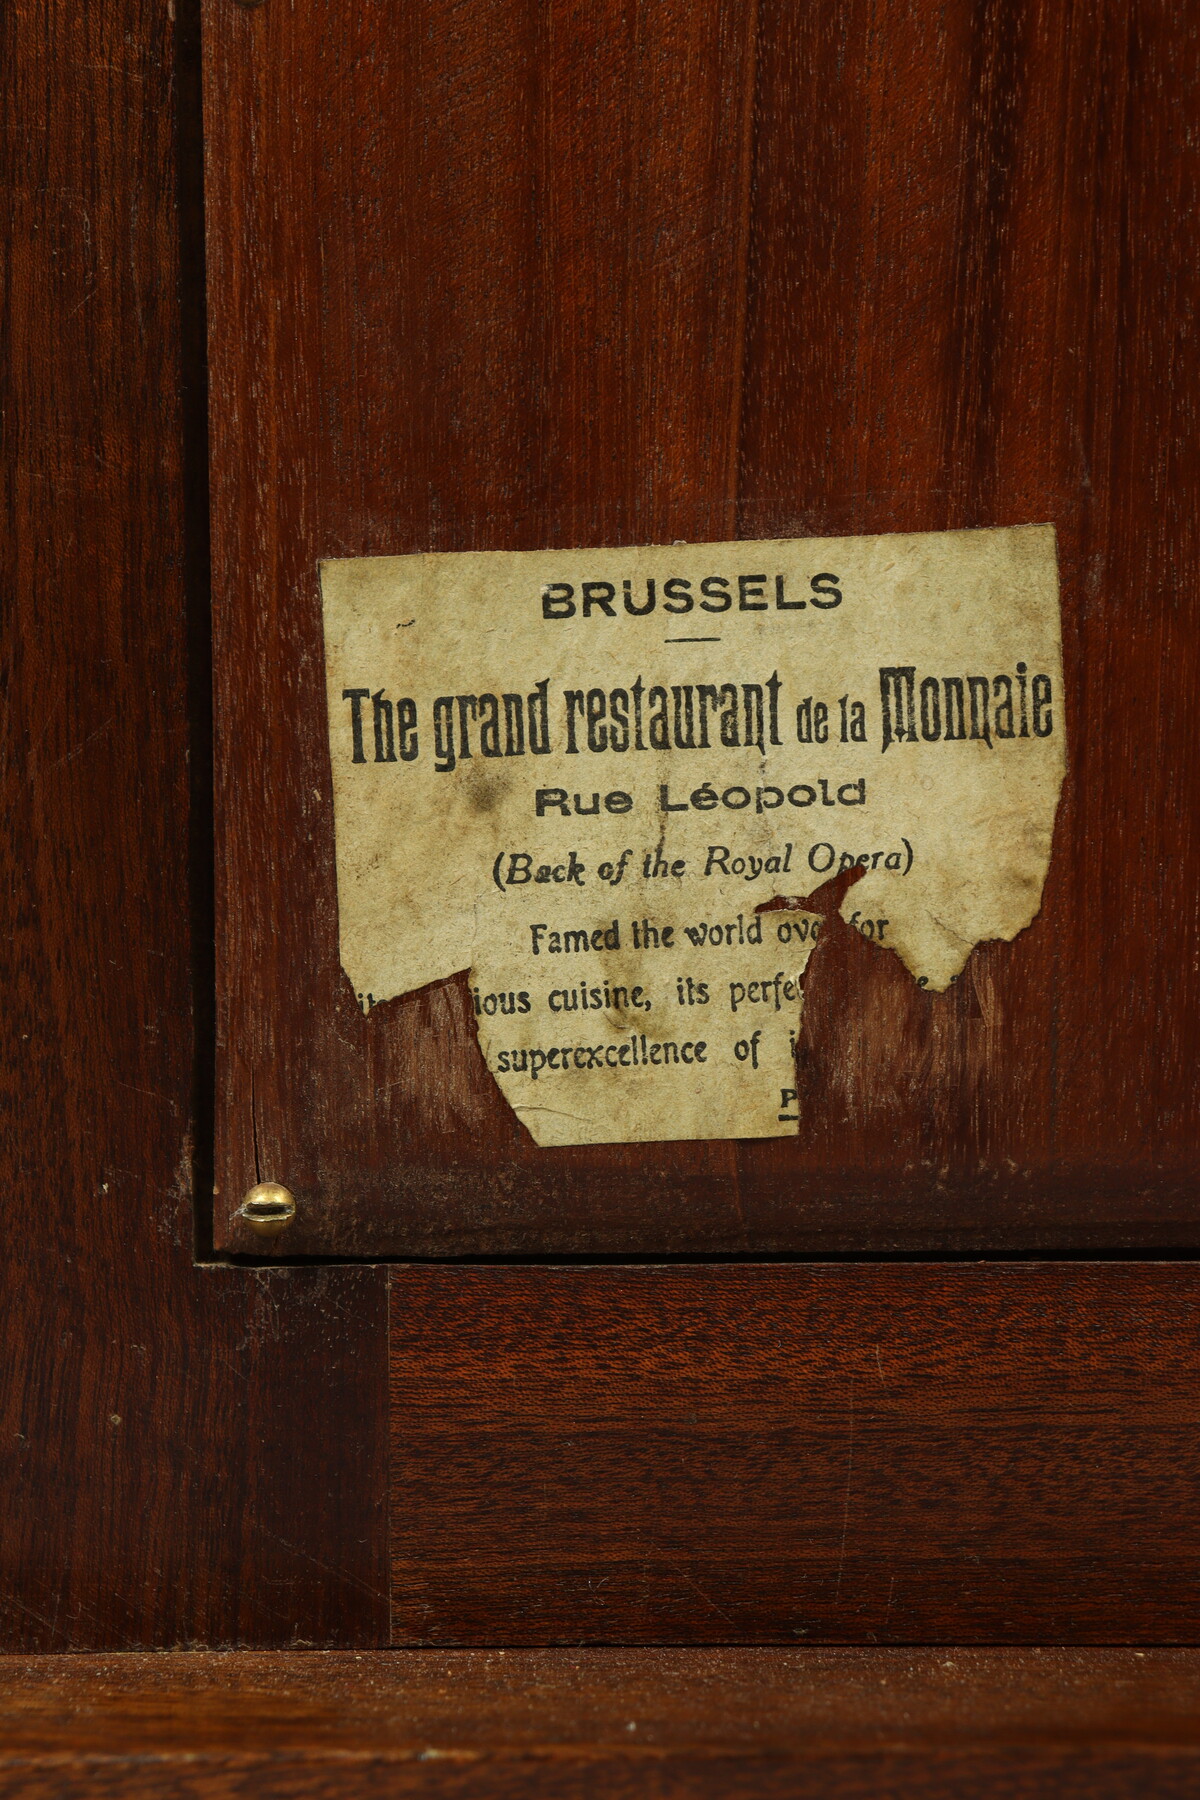 BRUSSELS
The grand restaurant de la Monnaie
Rue Léopold
(Back of the Royal Opera)
Famed the world over for
cuisine, its
superexcellence of